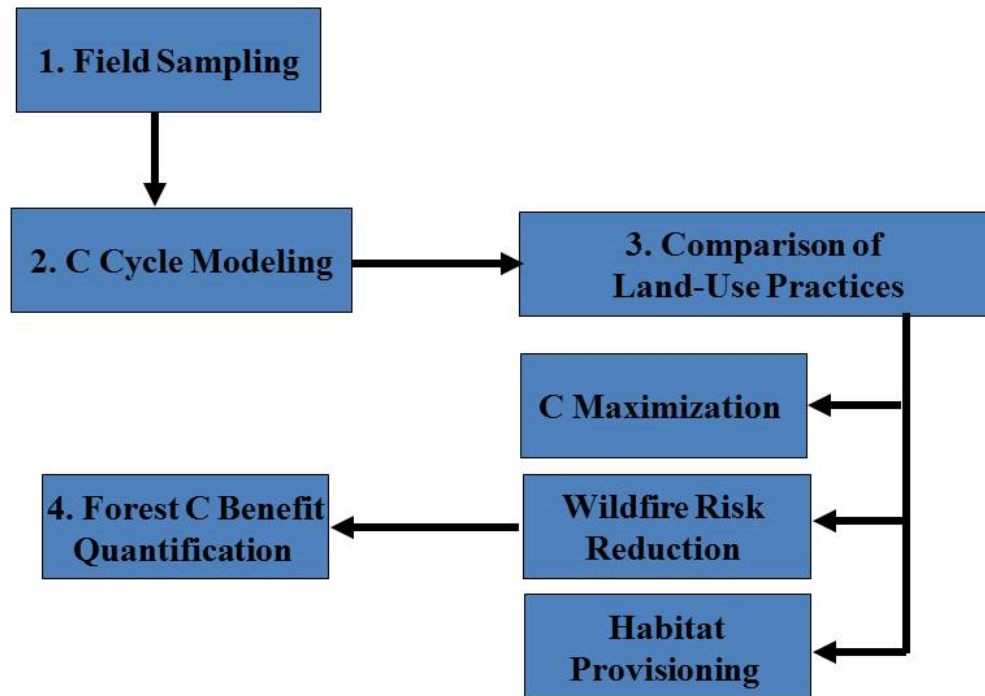 1. Field Sampling
2. C Cycle Modeling
3. Comparison of
Land-Use Practices
C Maximization
Wildfire Risk
Reduction
Habitat
Provisioning
4. Forest C Benefit
Quantification